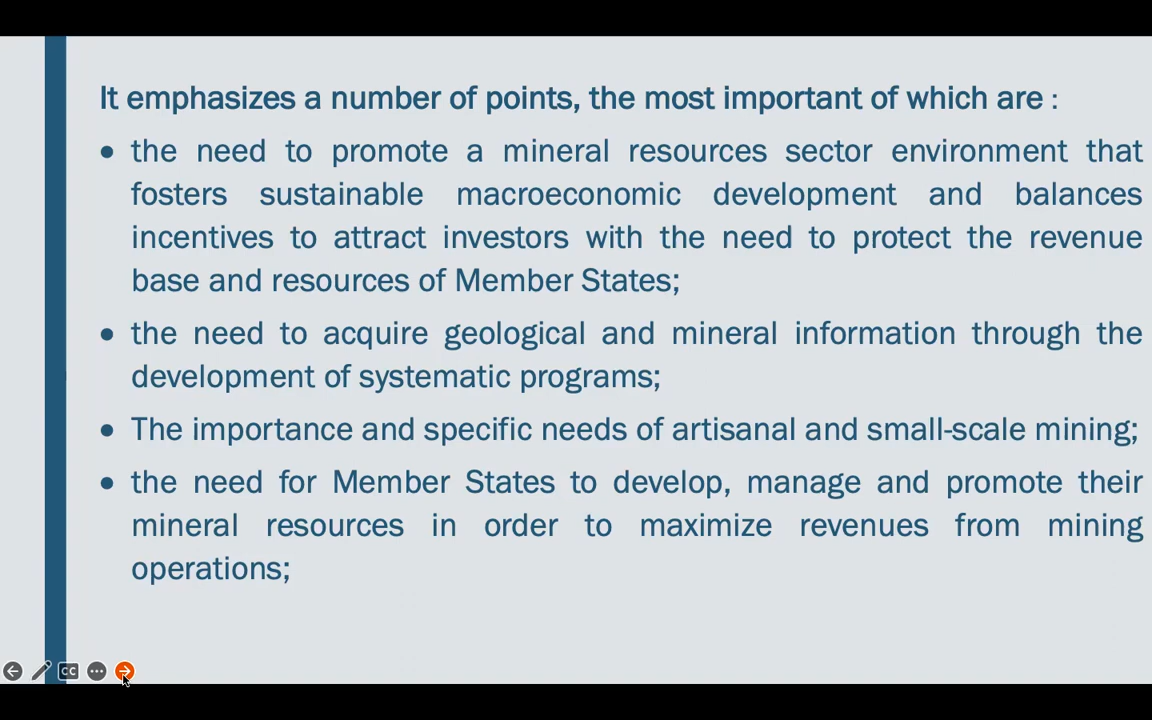 It emphasizes a number of points, the most important of which are :
• the need to promote a mineral resources sector environment that
fosters sustainable macroeconomic development and balances
incentives to attract investors with the need to protect the revenue
base and resources of Member States;
• the need to acquire geological and mineral information through the
development of systematic programs;
• The importance and specific needs of artisanal and small-scale mining;
• the need for Member States to develop, manage and promote their
mineral resources in order to maximize revenues from mining
operations;
CC